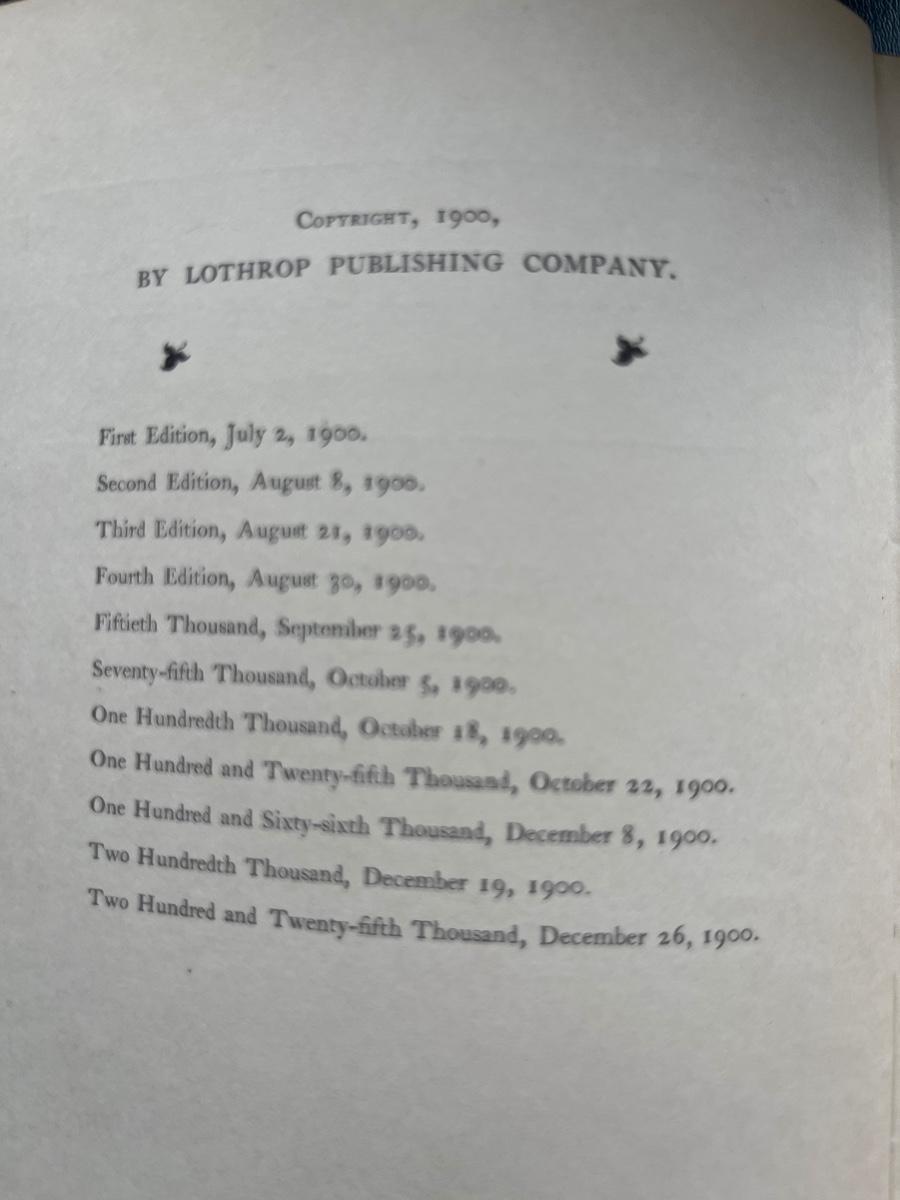 COPYRIGHT, 1900,
BY LOTHROP PUBLISHING COMPANY.
First Edition, July 2, 1900.
Second Edition, August 8, 1900.
Third Edition, August 21, 1900.
Fourth Edition, August 30, 1900.
Fiftieth Thousand, September 25, 1900.
Seventy-fifth Thousand, October 5, 1900.
One Hundredth Thousand, October 18, 1900.
One Hundred and Twenty-fifth Thousand, October 22, 1900.
One Hundred and Sixty-sixth Thousand, December 8, 1900.
Two Hundredth Thousand, December 19, 1900.
Two Hundred and Twenty-fifth Thousand, December 26, 1900.